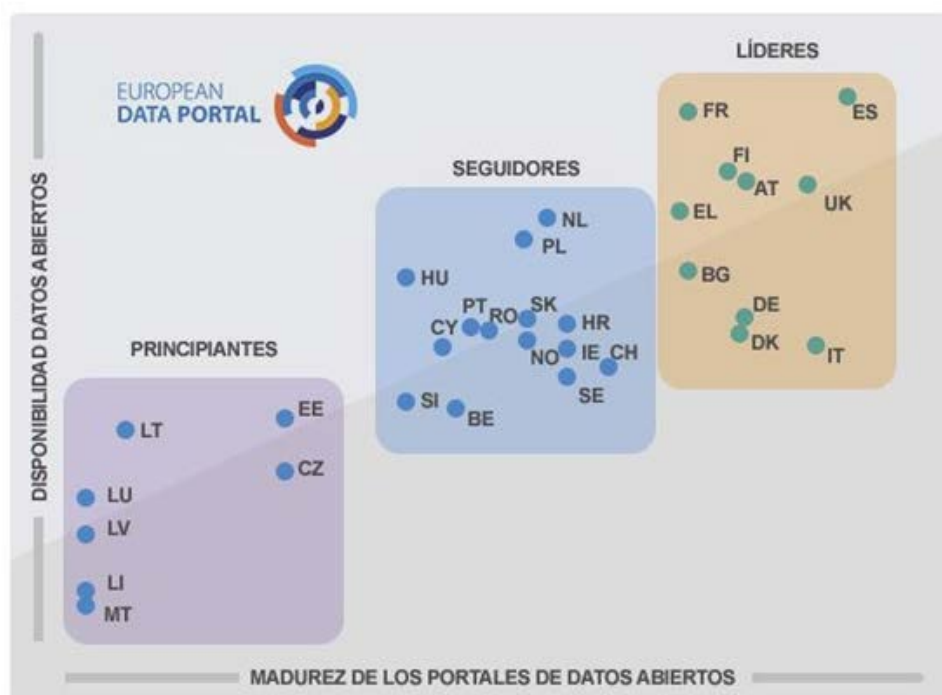 LÍDERES
EUROPEAN
DATA PORTAL
FR
ES
FI
AT
UK
EL
BG
DE
DK
IT
SEGUIDORES
NL
PL
HU
PT
RO
SK
HR
CY
NO
IE
CH
SE
SI
BE
PRINCIPIANTES
EE
LT
CZ
LU
LV
LI
MT
DISPONIBILIDAD DATOS ABIERTOS
MADUREZ DE LOS PORTALES DE DATOS ABIERTOS